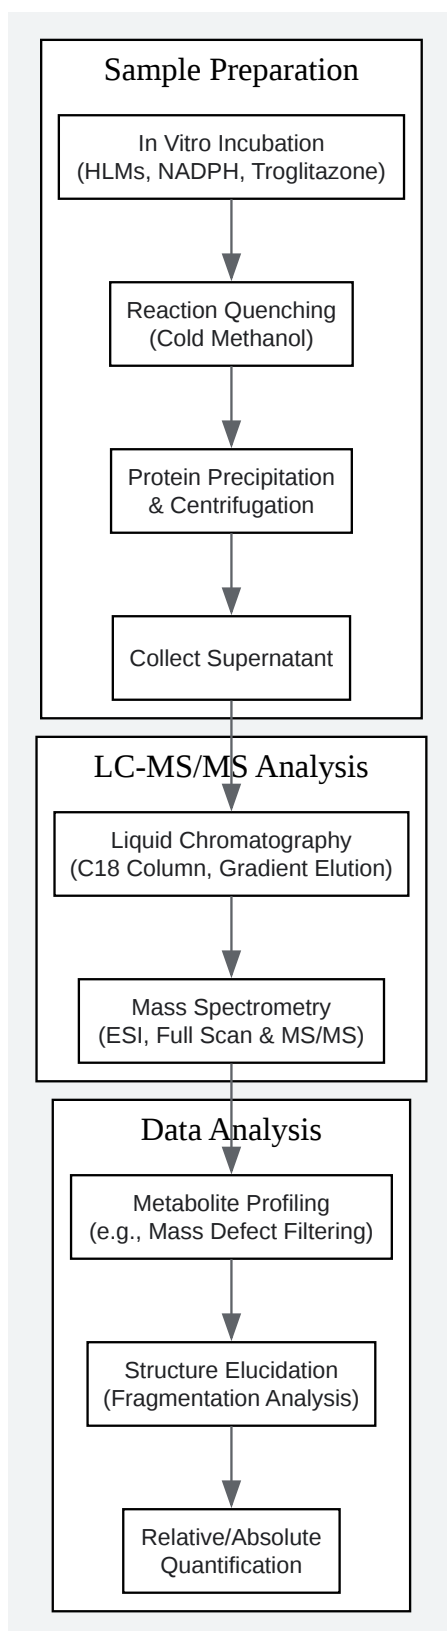 Sample Preparation
In Vitro Incubation
(HLMs, NADPH, Troglitazone)
Reaction Quenching
(Cold Methanol)
Protein Precipitation
& Centrifugation
Collect Supernatant
LC-MS/MS Analysis
Liquid Chromatography
(C18 Column, Gradient Elution)
Mass Spectrometry
(ESI, Full Scan & MS/MS)
Data Analysis
Metabolite Profiling
(e.g., Mass Defect Filtering)
Structure Elucidation
(Fragmentation Analysis)
Relative/Absolute
Quantification